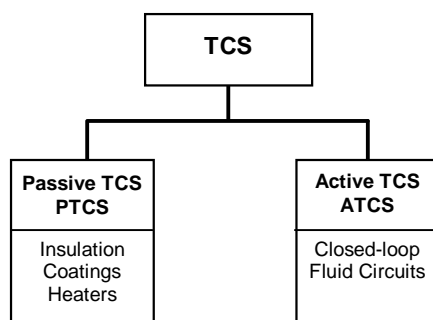 TCS
Passive TCS
PTCS
Insulation
Coatings
Heaters
Active TCS
ATCS
Closed-loop
Fluid Circuits